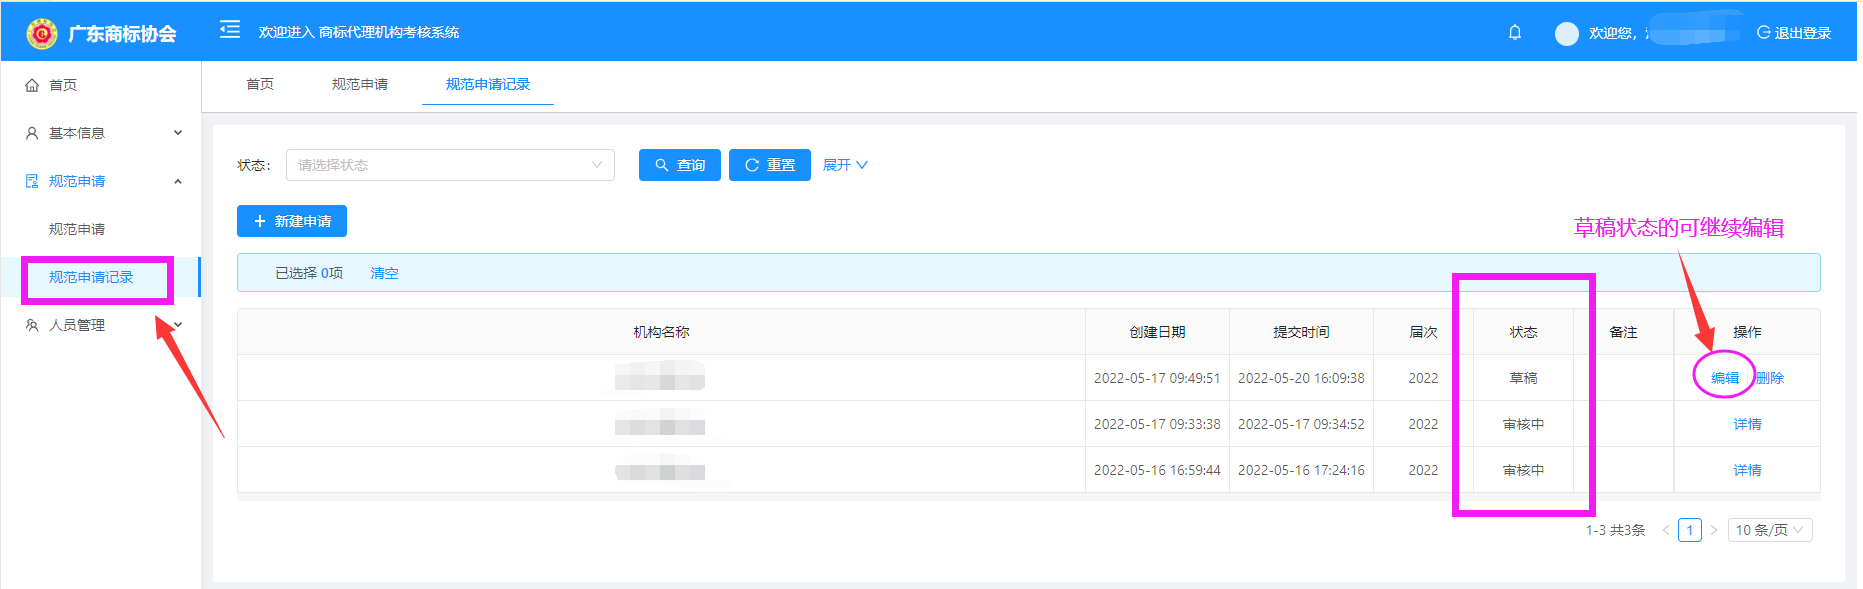 广东商标协会
欢迎进入 商标代理机构考核系统
欢迎您,
退出登录
首页
基本信息
规范申请
规范申请
规范申请记录
人员管理
首页 规范申请 规范申请记录
状态: 请选择状态 查询 重置 展开
新建申请
草稿状态的可继续编辑
已选择 0项 清空
机构名称 创建日期 提交时间 届次 状态 备注 操作
2022-05-17 09:49:51 2022-05-20 16:09:38 2022 草稿 编辑 删除
2022-05-17 09:33:38 2022-05-17 09:34:52 2022 审核中 详情
2022-05-16 16:59:44 2022-05-16 17:24:16 2022 审核中 详情
1-3 共3条 < 1 > 10 条/页